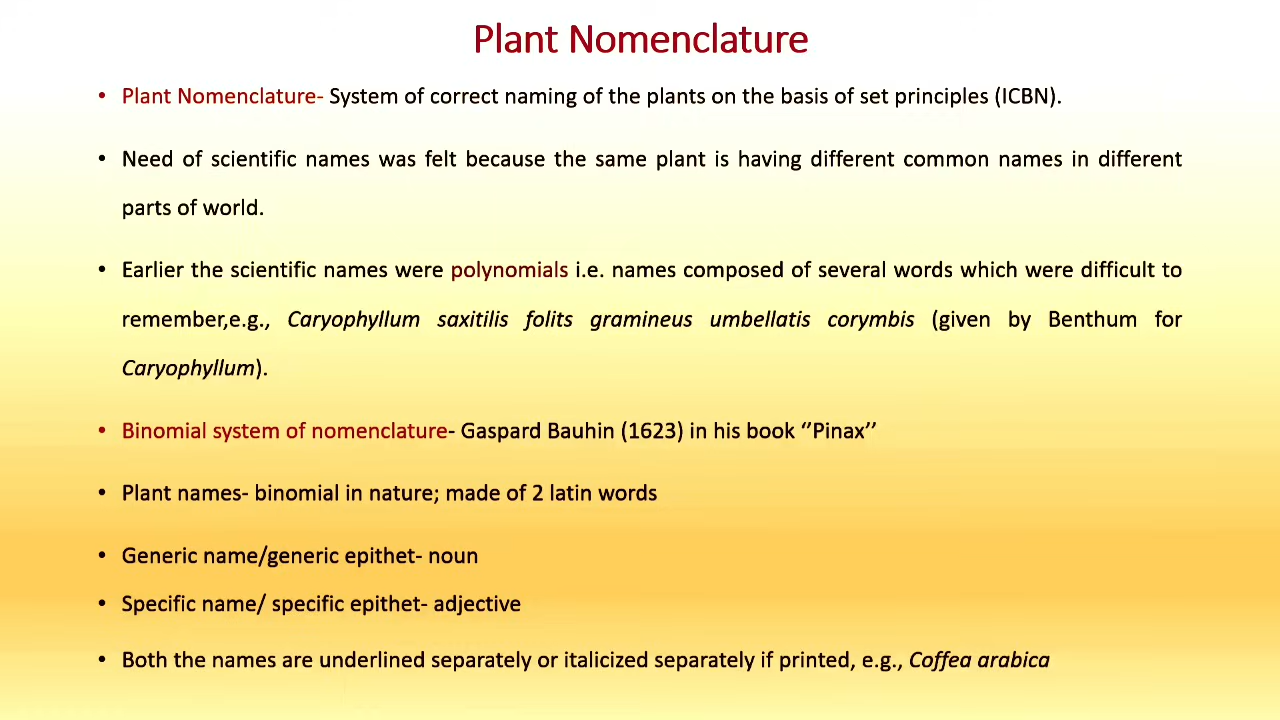 Plant Nomenclature
• Plant Nomenclature- System of correct naming of the plants on the basis of set principles (ICBN).
• Need of scientific names was felt because the same plant is having different common names in different
parts of world.
• Earlier the scientific names were polynomials i.e. names composed of several words which were difficult to
remember,e.g., Caryophyllum saxitilis folits gramineus umbellatis corymbis (given by Benthum for
Caryophyllum).
• Binomial system of nomenclature- Gaspard Bauhin (1623) in his book ‘’Pinax’’
• Plant names- binomial in nature; made of 2 latin words
• Generic name/generic epithet- noun
• Specific name/ specific epithet- adjective
• Both the names are underlined separately or italicized separately if printed, e.g., Coffea arabica